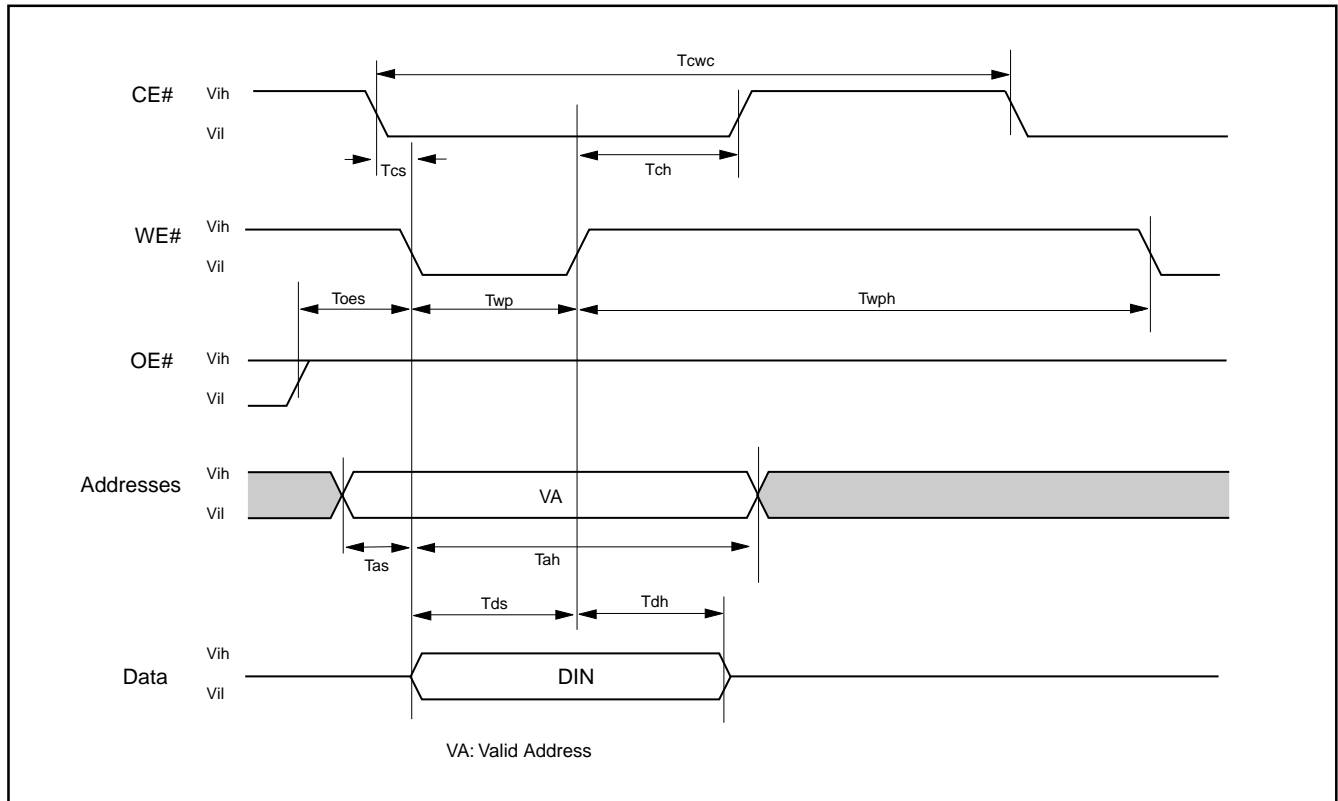 Tcwc
CE# Vih
Vil
Tcs Tch
WE# Vih
Vil
Toes Twp Twph
OE# Vih
Vil
Addresses Vih
VA
Vil
Tas Tah
Tds Tdh
Vih
Data DIN
Vil
VA: Valid Address